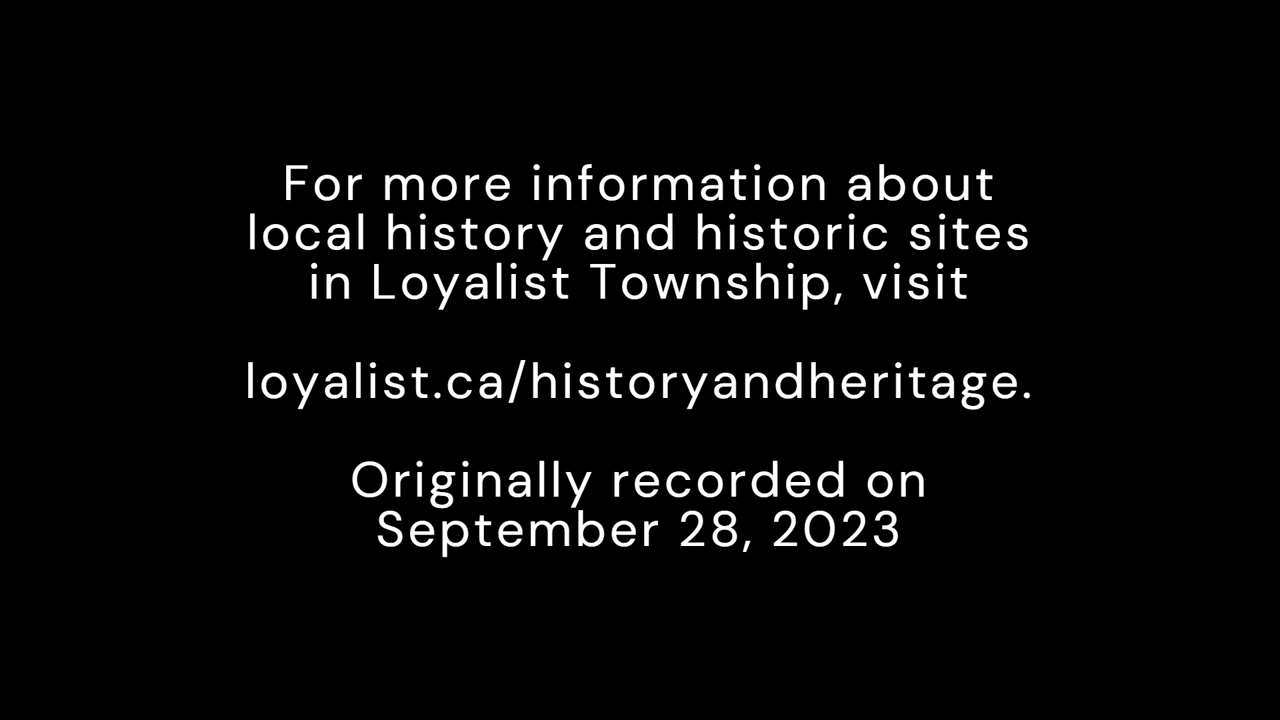 For more information about
local history and historic sites
in Loyalist Township, visit
loyalist.ca/historyandheritage.
Originally recorded on
September 28, 2023